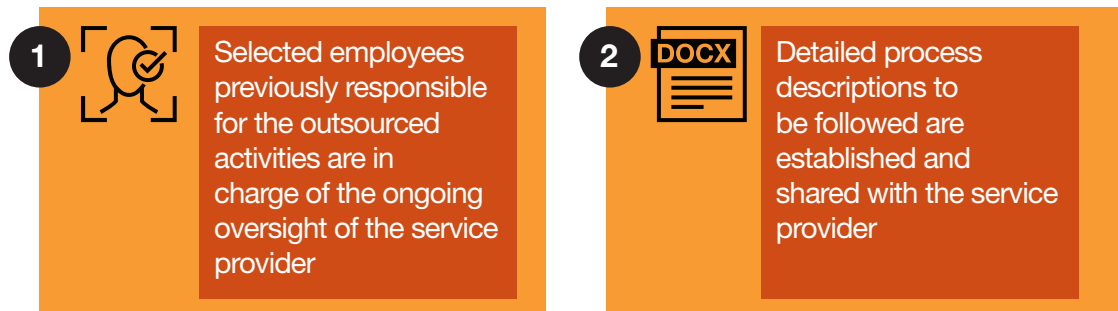 1
Selected employees
previously responsible
for the outsourced
activities are in
charge of the ongoing
oversight of the service
provider
2
DOCX
Detailed process
descriptions to
be followed are
established and
shared with the service
provider